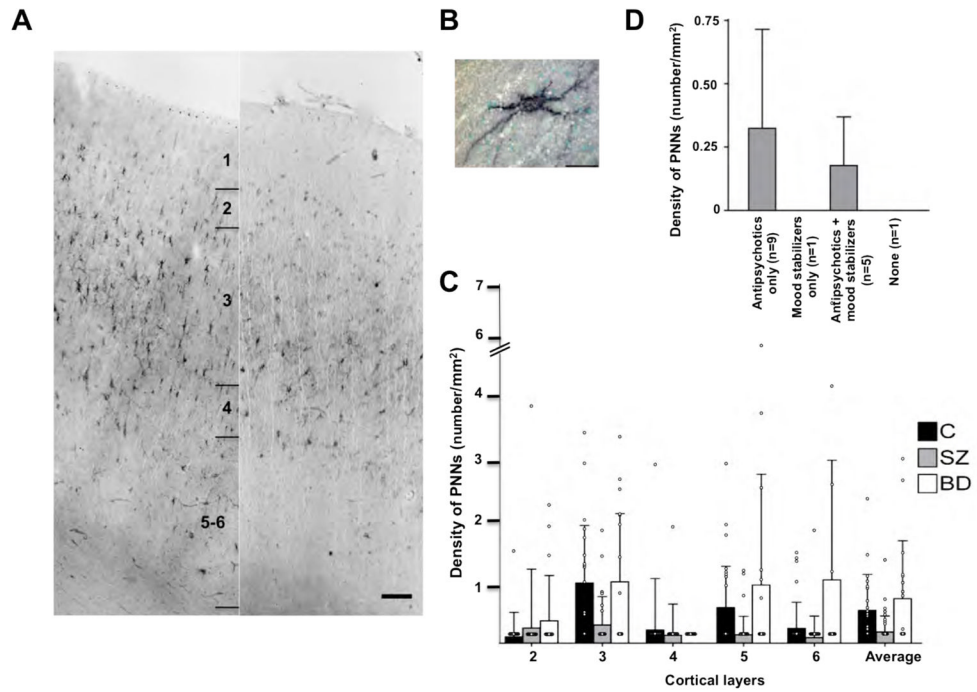 A
1
2
3
4
5-6
B
D
Density of PNNs (number/mm²)
0.75
0.50
0.25
0
Antipsychotics
only (n=9)
Mood stabilizers
only (n=1)
Antipsychotics +
mood stabilizers
(n=5)
None (n=1)
C
Density of PNNs (number/mm²)
7
6
4
3
2
1
2
3
4
5
6
Average
Cortical layers
C
SZ
BD